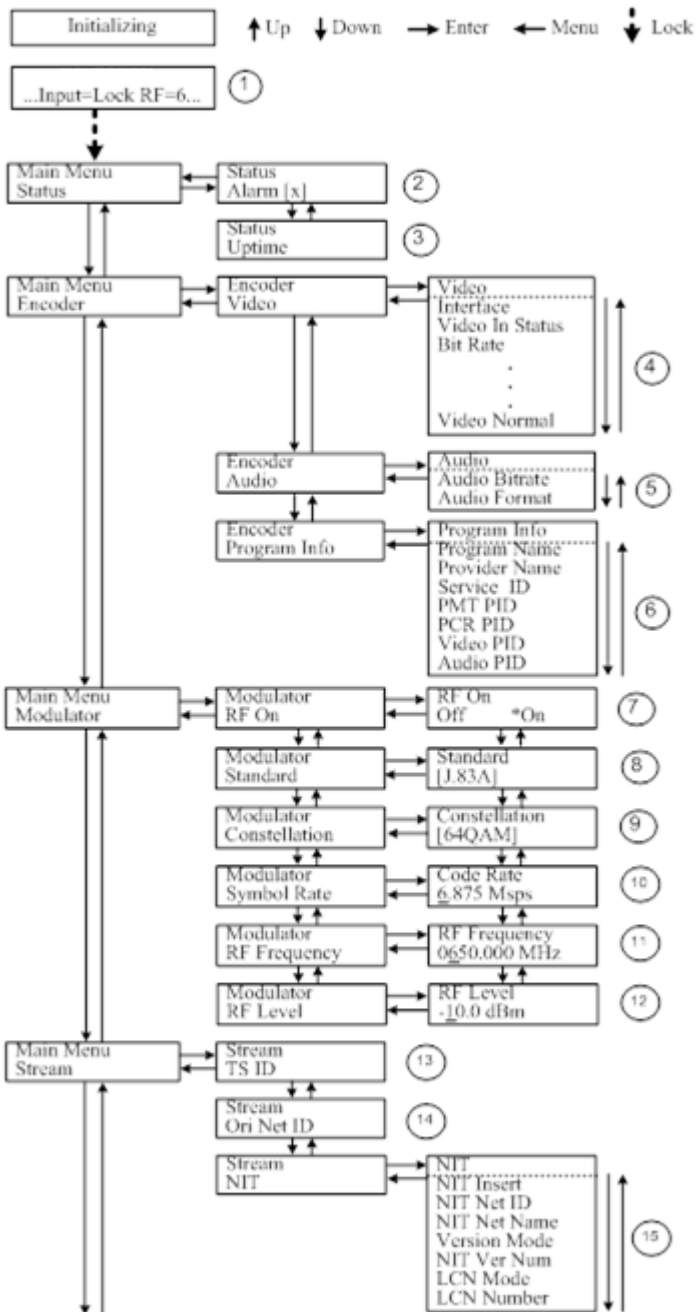 Initializing
Up Down Enter Menu Lock
...Input=Lock RF=6...
1
Main Menu
Status
Status
Alarm [x]
2
Status
Uptime
3
Main Menu
Encoder
Encoder
Video
Video
Interface
Video In Status
Bit Rate
.
.
.
Video Normal
4
Encoder
Audio
Audio
Audio Bitrate
Audio Format
5
Encoder
Program Info
Program Info
Program Name
Provider Name
Service ID
PMT PID
PCR PID
Video PID
Audio PID
6
Main Menu
Modulator
Modulator
RF On
RF On
Off *On
7
Modulator
Standard
Standard
[J.83A]
8
Modulator
Constellation
Constellation
[64QAM]
9
Modulator
Symbol Rate
Code Rate
6.875 Msps
10
Modulator
RF Frequency
RF Frequency
0650.000 MHz
11
Modulator
RF Level
RF Level
-10.0 dBm
12
Main Menu
Stream
Stream
TS ID
13
Stream
Ori Net ID
14
Stream
NIT
NIT
NIT Insert
NIT Net ID
NIT Net Name
Version Mode
NIT Ver Num
LCN Mode
LCN Number
15